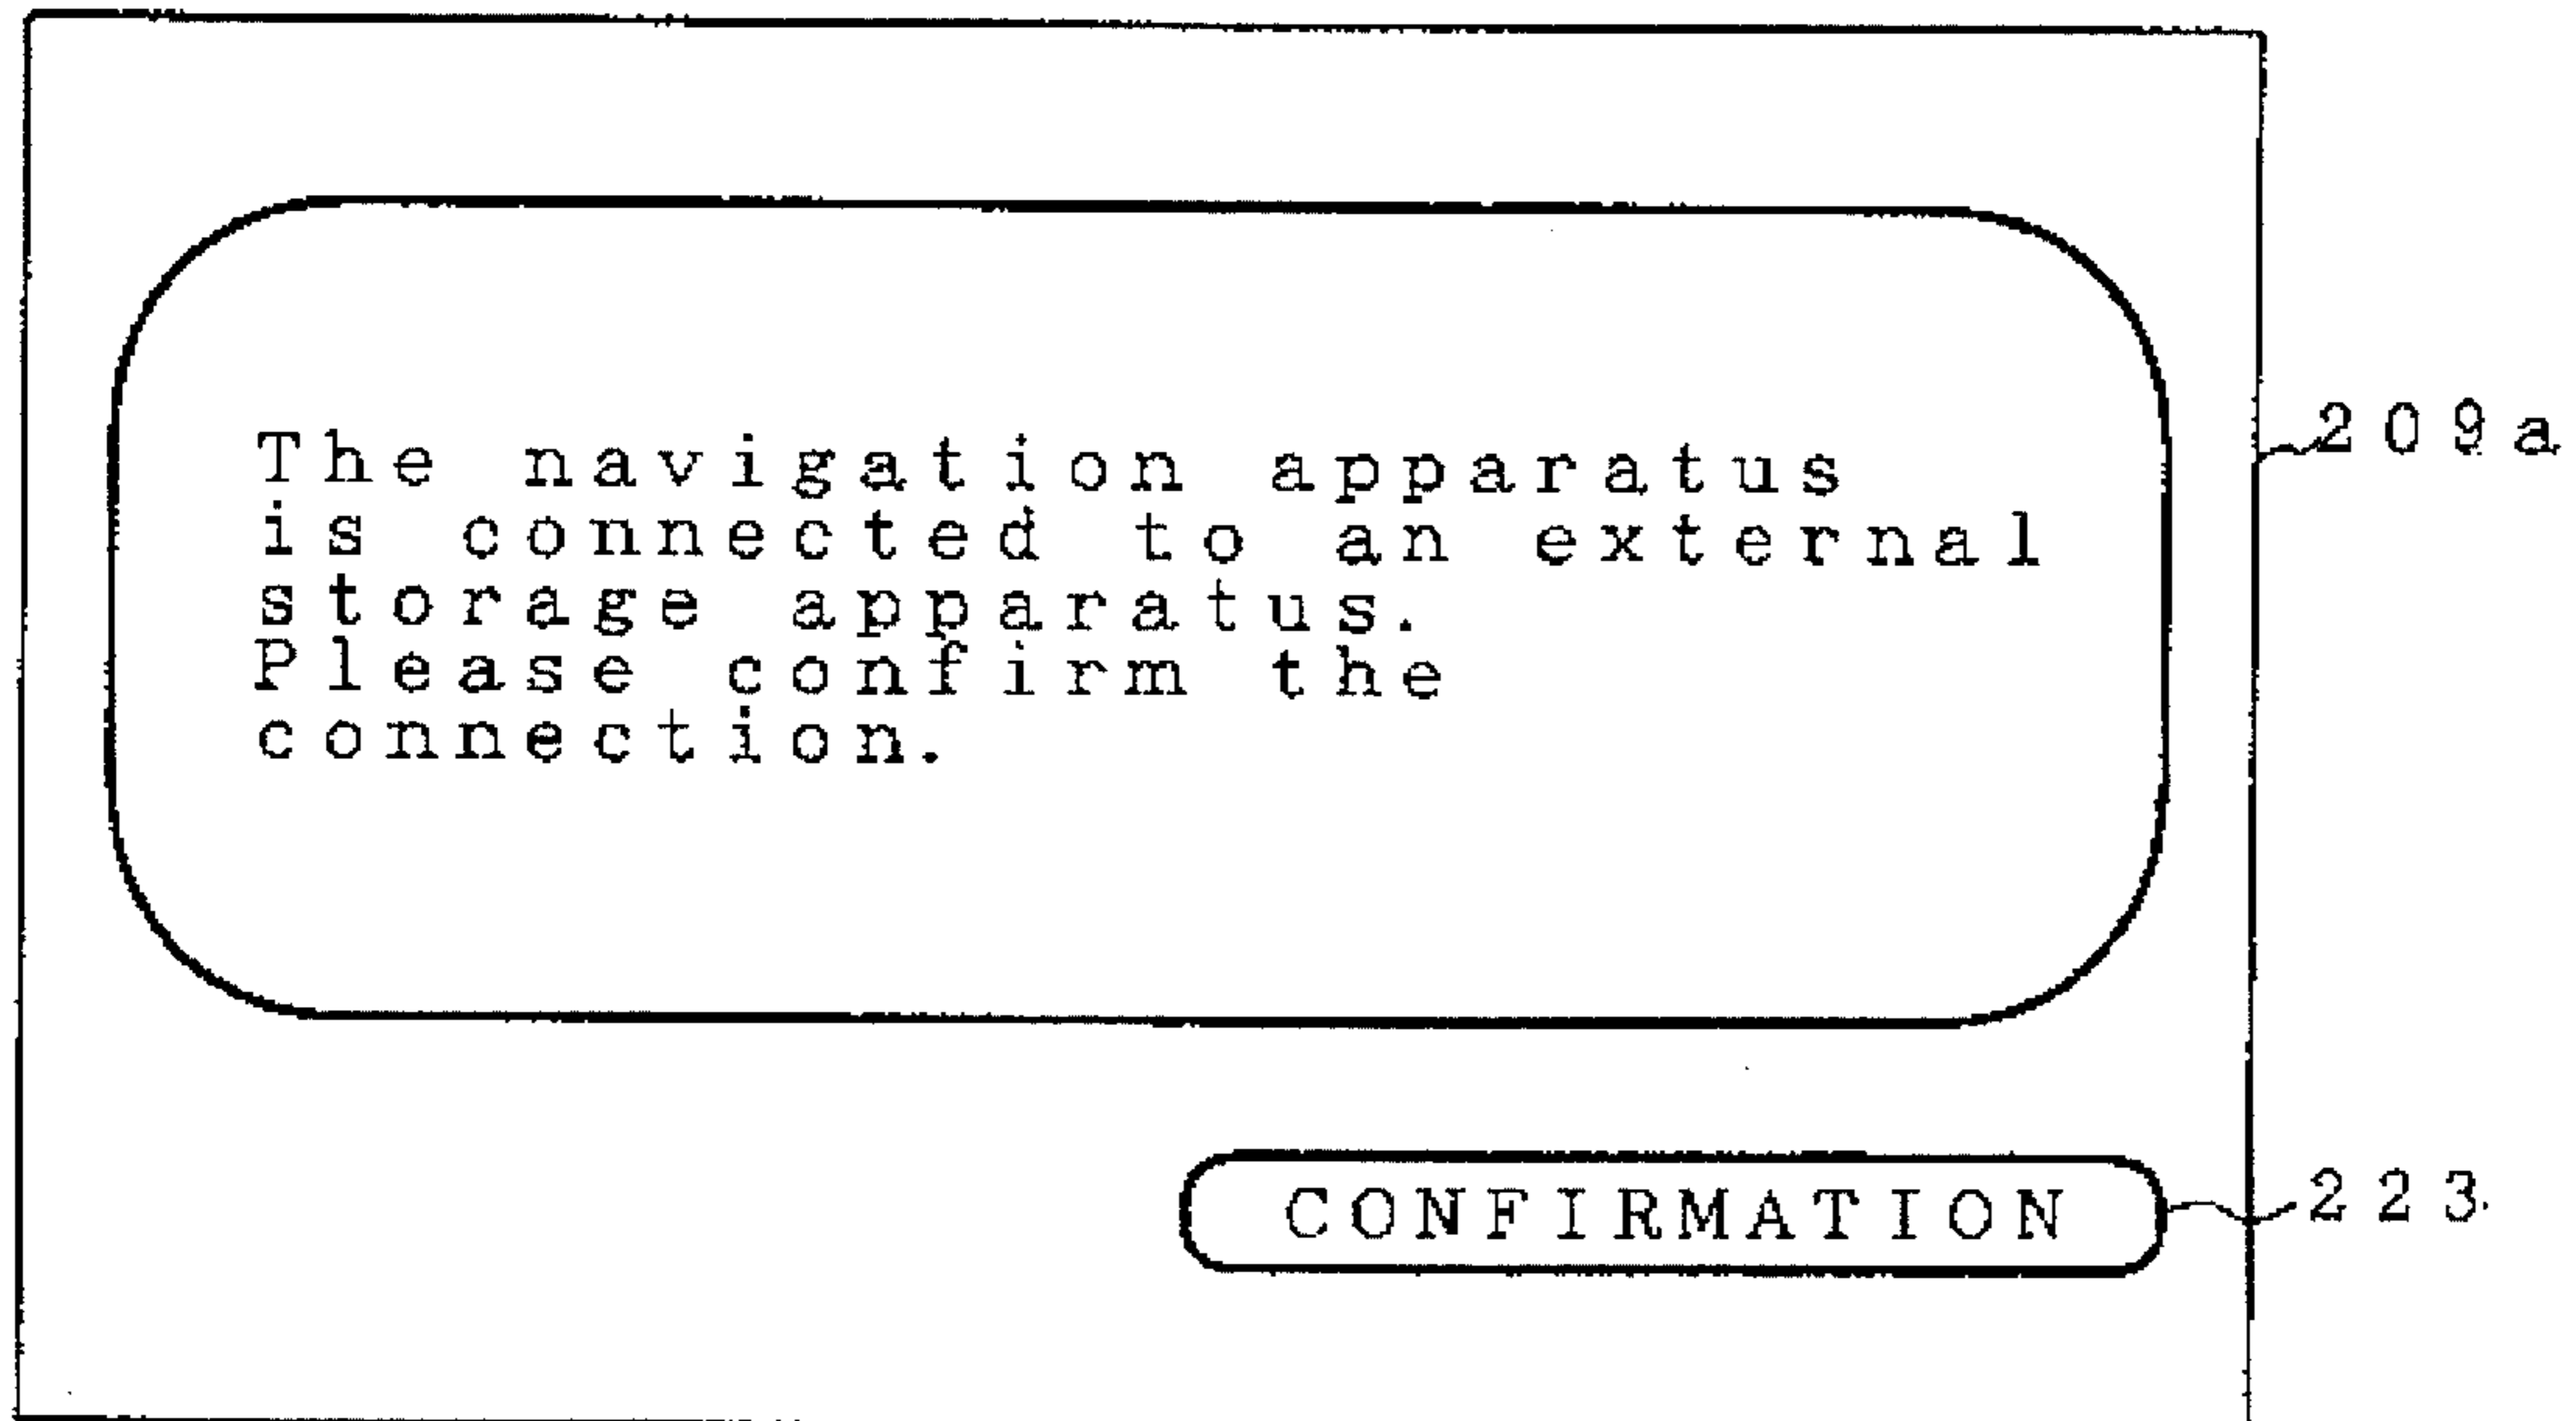 The navigation apparatus
is connected to an external
storage apparatus.
Please confirm the
connection.
209a
CONFIRMATION
223